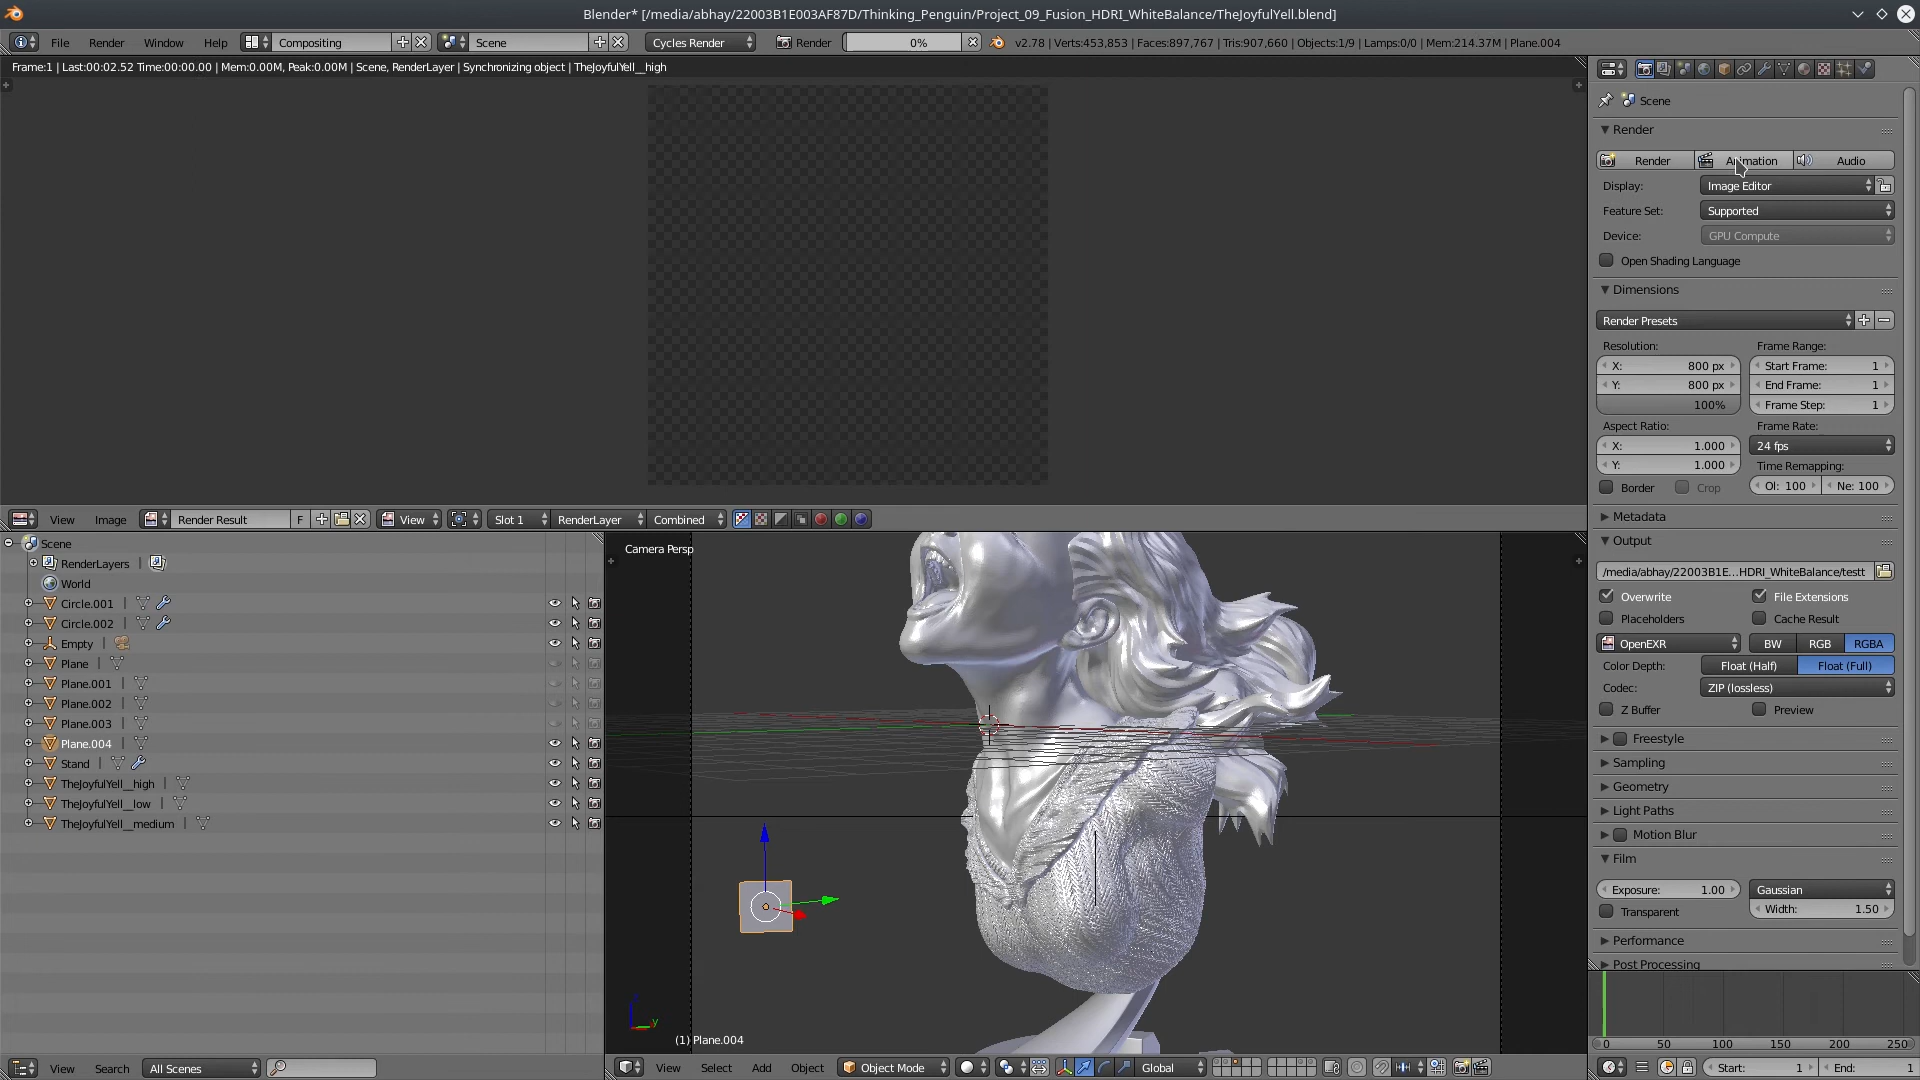 Blender* [/media/abhay/22003B1E003AF87D/Thinking_Penguin/Project_09_Fusion_HDRI_WhiteBalance/TheJoyfulYell.blend]
File Render Window Help Compositing Scene Cycles Render Render 0% v2.78 | Verts:453,853 | Faces:897,767 | Tris:907,660 | Objects:1/9 | Lamps:0/0 | Mem:214.37M | Plane.004
Frame:1 | Last:00:02.52 Time:00:00.00 | Mem:0.00M, Peak:0.00M | Scene, RenderLayer | Synchronizing object | TheJoyfulYell__high
View Image Render Result F View Slot 1 RenderLayer Combined
Scene
RenderLayers
World
Circle.001
Circle.002
Empty
Plane
Plane.001
Plane.002
Plane.003
Plane.004
Stand
TheJoyfulYell__high
TheJoyfulYell__low
TheJoyfulYell__medium
View Search All Scenes
Camera Persp
y
(1) Plane.004
View Select Add Object Object Mode Global
Scene
Render
Render Animation Audio
Display: Image Editor
Feature Set: Supported
Device: GPU Compute
Open Shading Language
Dimensions
Render Presets
Resolution: Frame Range:
X: 800 px Start Frame: 1
Y: 800 px End Frame: 1
100% Frame Step: 1
Aspect Ratio: Frame Rate:
X: 1.000 24 fps
Y: 1.000 Time Remapping:
Border Crop Ol: 100 Ne: 100
Metadata
Output
/media/abhay/22003B1E...HDRI_WhiteBalance/testt
Overwrite File Extensions
Placeholders Cache Result
OpenEXR BW RGB RGBA
Color Depth: Float (Half) Float (Full)
Codec: ZIP (lossless)
Z Buffer Preview
Freestyle
Sampling
Geometry
Light Paths
Motion Blur
Film
Exposure: 1.00 Gaussian
Transparent Width: 1.50
Performance
Post Processing
0 50 100 150 200 250
Start: 1 End: 1